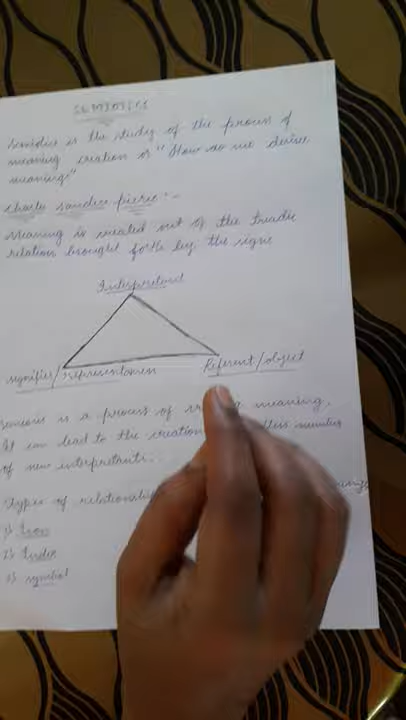 SEMIOTICS
Semiotics is the study of the process of
meaning creation or "How do we derive
meaning"
Charles sandice pierce :-
Meaning is created out of the triadic
relation brought forth by the signs
Interpretant
signifier/Representamen
Referent/object
Semiosis is a process of meaning.
It can lead to the creation
of new interpretants.
3 types of
1) Icon
2) Index
3) symbol